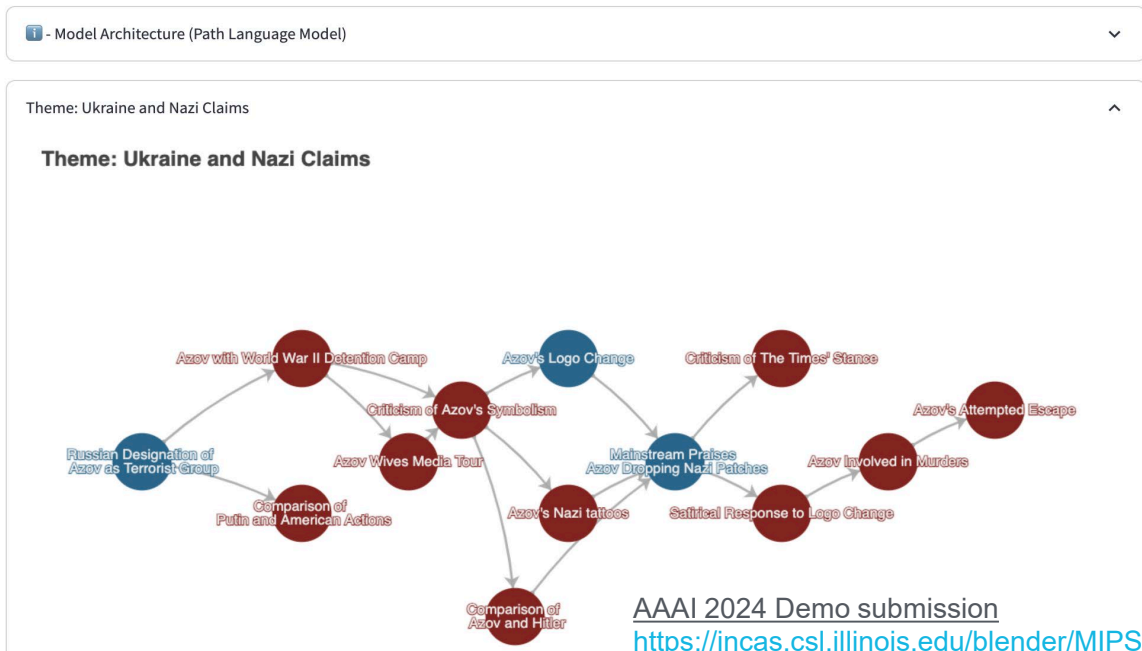 - Model Architecture (Path Language Model)
Theme: Ukraine and Nazi Claims
Theme: Ukraine and Nazi Claims
Azov with World War II Detention Camp
Azov's Logo Change
Criticism of The Times' Stance
Criticism of Azov's Symbolism
Azov's Attempted Escape
Russian Designation of
Azov as Terrorist Group
Azov Wives Media Tour
Mainstream Praises
Azov Dropping Nazi Patches
Azov Involved in Murders
Comparison of
Putin and American Actions
Azov's Nazi tattoos
Satirical Response to Logo Change
Comparison of
Azov and Hitler
AAAI 2024 Demo submission
https://incas.csl.illinois.edu/blender/MIPS